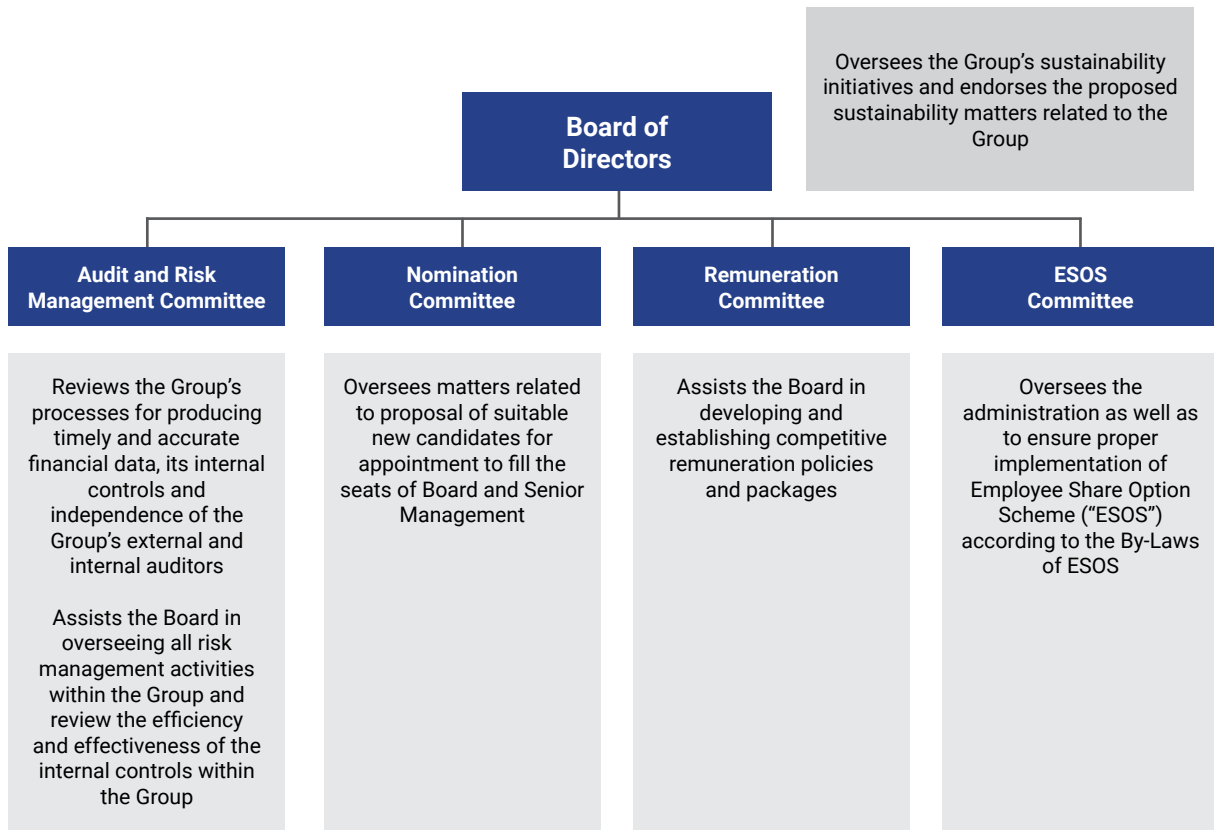 Oversees the Group’s sustainability
initiatives and endorses the proposed
sustainability matters related to the
Group
Board of
Directors
Audit and Risk
Management Committee
Reviews the Group’s
processes for producing
timely and accurate
financial data, its internal
controls and
independence of the
Group’s external and
internal auditors
Assists the Board in
overseeing all risk
management activities
within the Group and
review the efficiency
and effectiveness of the
internal controls within
the Group
Nomination
Committee
Oversees matters related
to proposal of suitable
new candidates for
appointment to fill the
seats of Board and Senior
Management
Remuneration
Committee
Assists the Board in
developing and
establishing competitive
remuneration policies
and packages
ESOS
Committee
Oversees the
administration as well as
to ensure proper
implementation of
Employee Share Option
Scheme (“ESOS”)
according to the By-Laws
of ESOS